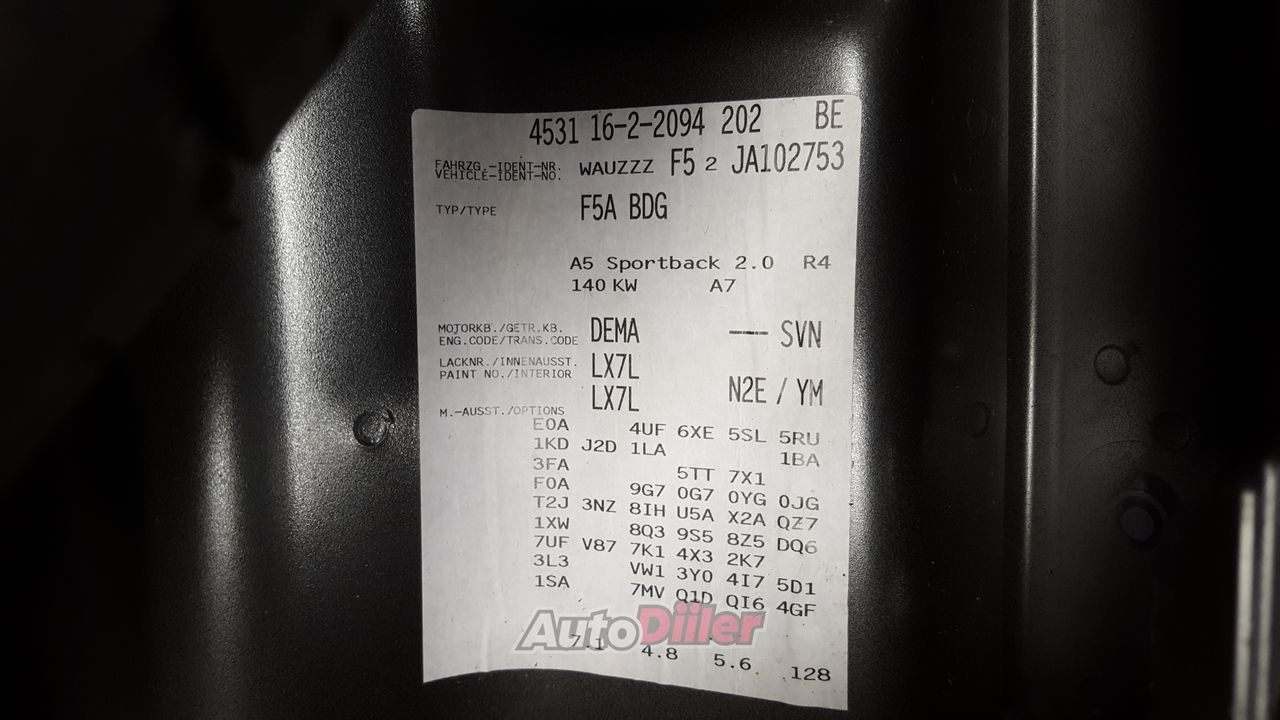 4531 16-2-2094 202 BE
FAHRZG.-IDENT-NR.
VEHICLE-IDENT-NO. WAUZZZ F5 2 JA102753
TYP/TYPE F5A BDG
A5 Sportback 2.0 R4
140 KW A7
MOTORKB./GETR.KB.
ENG.CODE/TRANS.CODE DEMA --- SVN
LACKNR./INNENAUSST. LX7L
PAINT NO./INTERIOR
LX7L N2E / YM
M.-AUSST./OPTIONS
E0A 4UF 6XE 5SL 5RU
1KD J2D 1LA 1BA
3FA 5TT 7X1
F0A 9G7 0G7 0YG 0JG
T2J 3NZ 8IH U5A X2A QZ7
1XW 8Q3 9S5 8Z5 DQ6
7UF V87 7K1 4X3 2K7
3L3 VW1 3Y0 4I7 5D1
1SA 7MV Q1D QI6 4GF
AutoDiiler
7.1 4.8 5.6 128